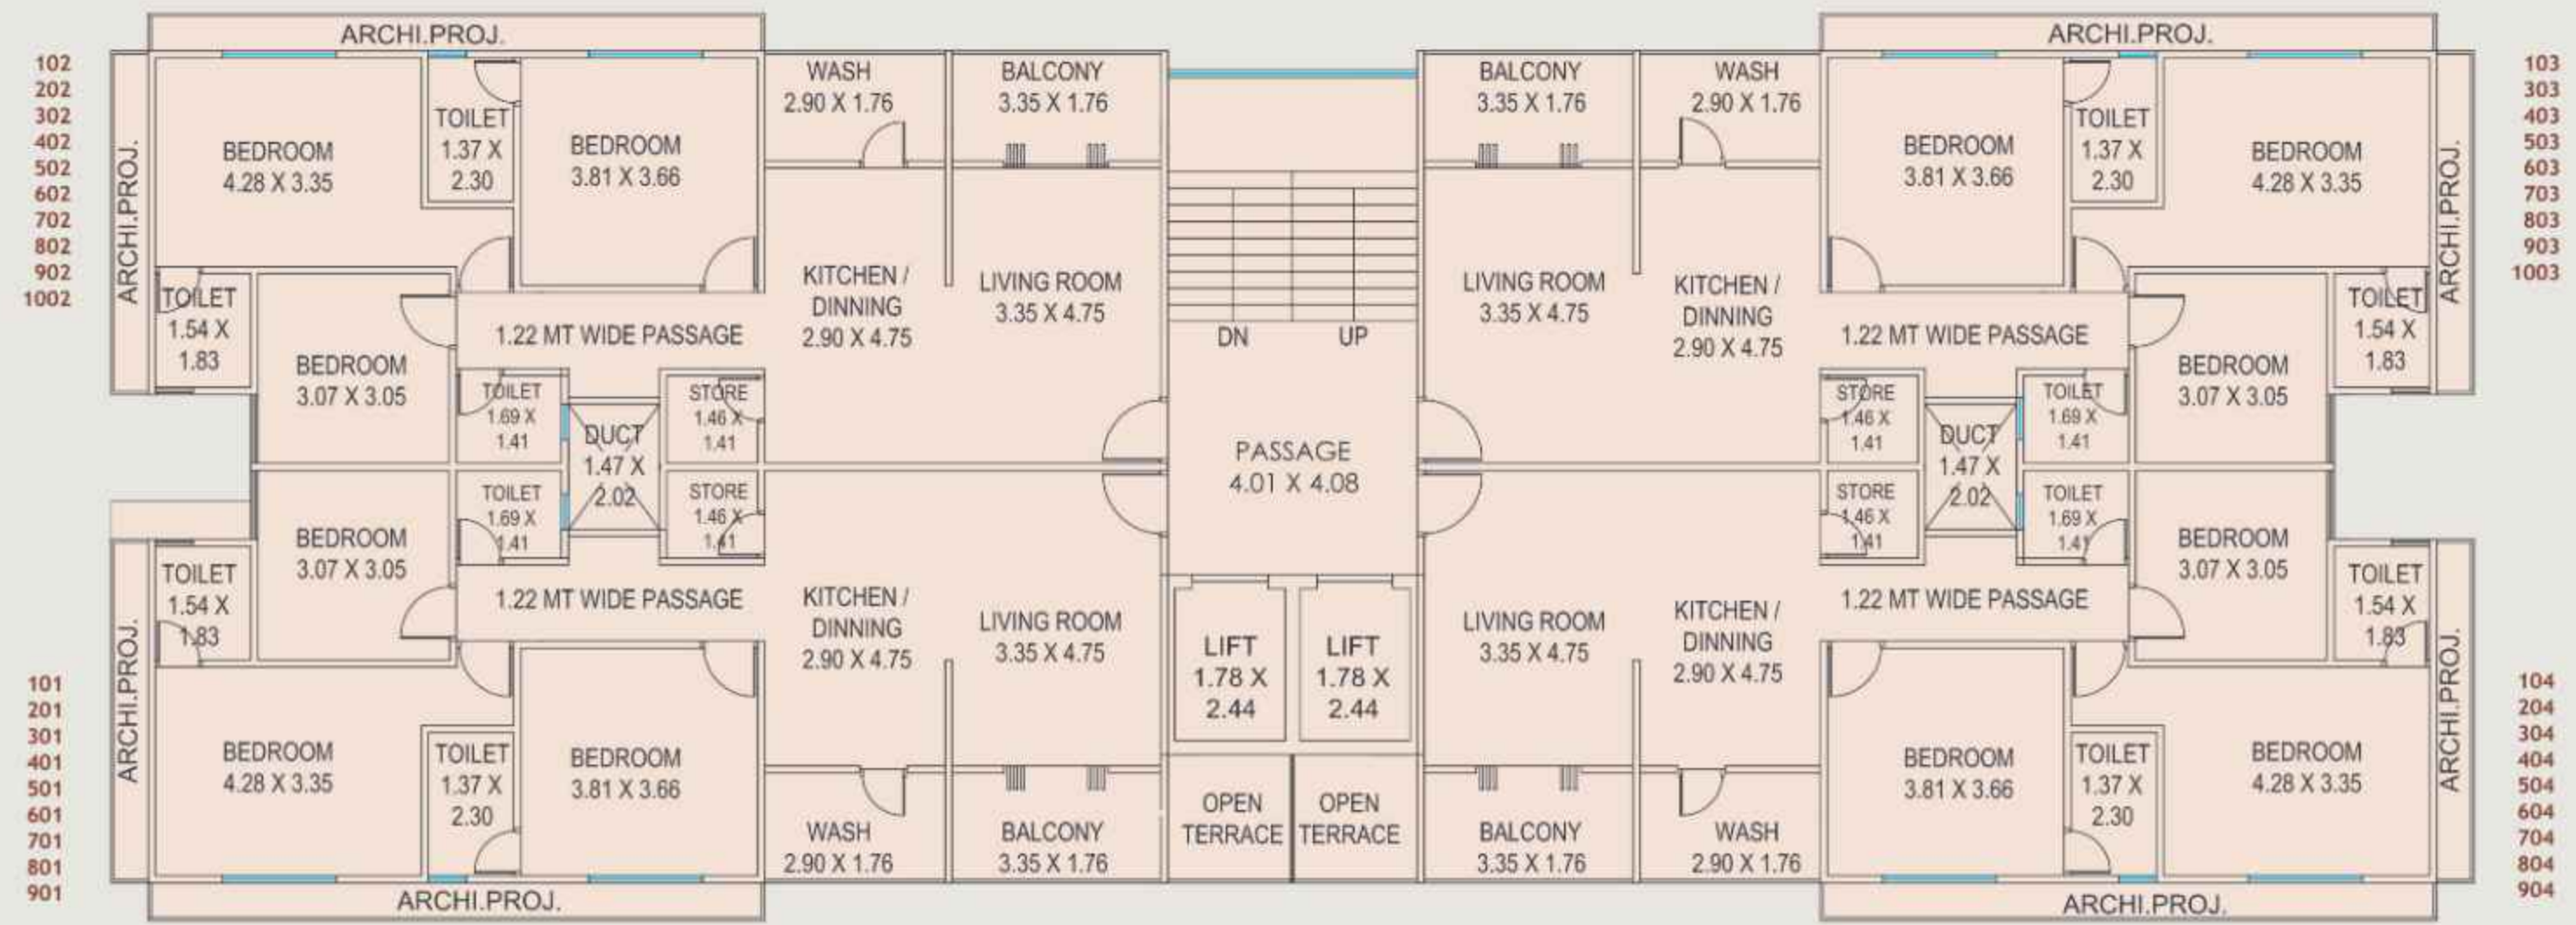 ARCHI.PROJ.
ARCHI.PROJ.
102
202
302
402
502
602
702
802
902
1002
ARCHI.PROJ.
BEDROOM
4.28 X 3.35
TOILET
1.37 X
2.30
BEDROOM
3.81 X 3.66
WASH
2.90 X 1.76
BALCONY
3.35 X 1.76
BALCONY
3.35 X 1.76
WASH
2.90 X 1.76
BEDROOM
3.81 X 3.66
TOILET
1.37 X
2.30
BEDROOM
4.28 X 3.35
ARCHI.PROJ.
103
303
403
503
603
703
803
903
1003
TOILET
1.54 X
1.83
BEDROOM
3.07 X 3.05
1.22 MT WIDE PASSAGE
KITCHEN /
DINNING
2.90 X 4.75
LIVING ROOM
3.35 X 4.75
DN
UP
LIVING ROOM
3.35 X 4.75
KITCHEN /
DINNING
2.90 X 4.75
1.22 MT WIDE PASSAGE
BEDROOM
3.07 X 3.05
TOILET
1.54 X
1.83
TOILET
1.69 X
1.41
DUCT
1.47 X
2.02
STORE
1.46 X
1.41
PASSAGE
4.01 X 4.08
STORE
1.46 X
1.41
DUCT
1.47 X
2.02
TOILET
1.69 X
1.41
TOILET
1.69 X
1.41
STORE
1.46 X
1.41
STORE
1.46 X
1.41
TOILET
1.69 X
1.41
TOILET
1.54 X
1.83
BEDROOM
3.07 X 3.05
1.22 MT WIDE PASSAGE
KITCHEN /
DINNING
2.90 X 4.75
LIVING ROOM
3.35 X 4.75
LIFT
1.78 X
2.44
LIFT
1.78 X
2.44
LIVING ROOM
3.35 X 4.75
KITCHEN /
DINNING
2.90 X 4.75
1.22 MT WIDE PASSAGE
BEDROOM
3.07 X 3.05
TOILET
1.54 X
1.83
101
201
301
401
501
601
701
801
901
ARCHI.PROJ.
BEDROOM
4.28 X 3.35
TOILET
1.37 X
2.30
BEDROOM
3.81 X 3.66
WASH
2.90 X 1.76
BALCONY
3.35 X 1.76
OPEN
TERRACE
OPEN
TERRACE
BALCONY
3.35 X 1.76
WASH
2.90 X 1.76
BEDROOM
3.81 X 3.66
TOILET
1.37 X
2.30
BEDROOM
4.28 X 3.35
ARCHI.PROJ.
104
204
304
404
504
604
704
804
904
ARCHI.PROJ.
ARCHI.PROJ.